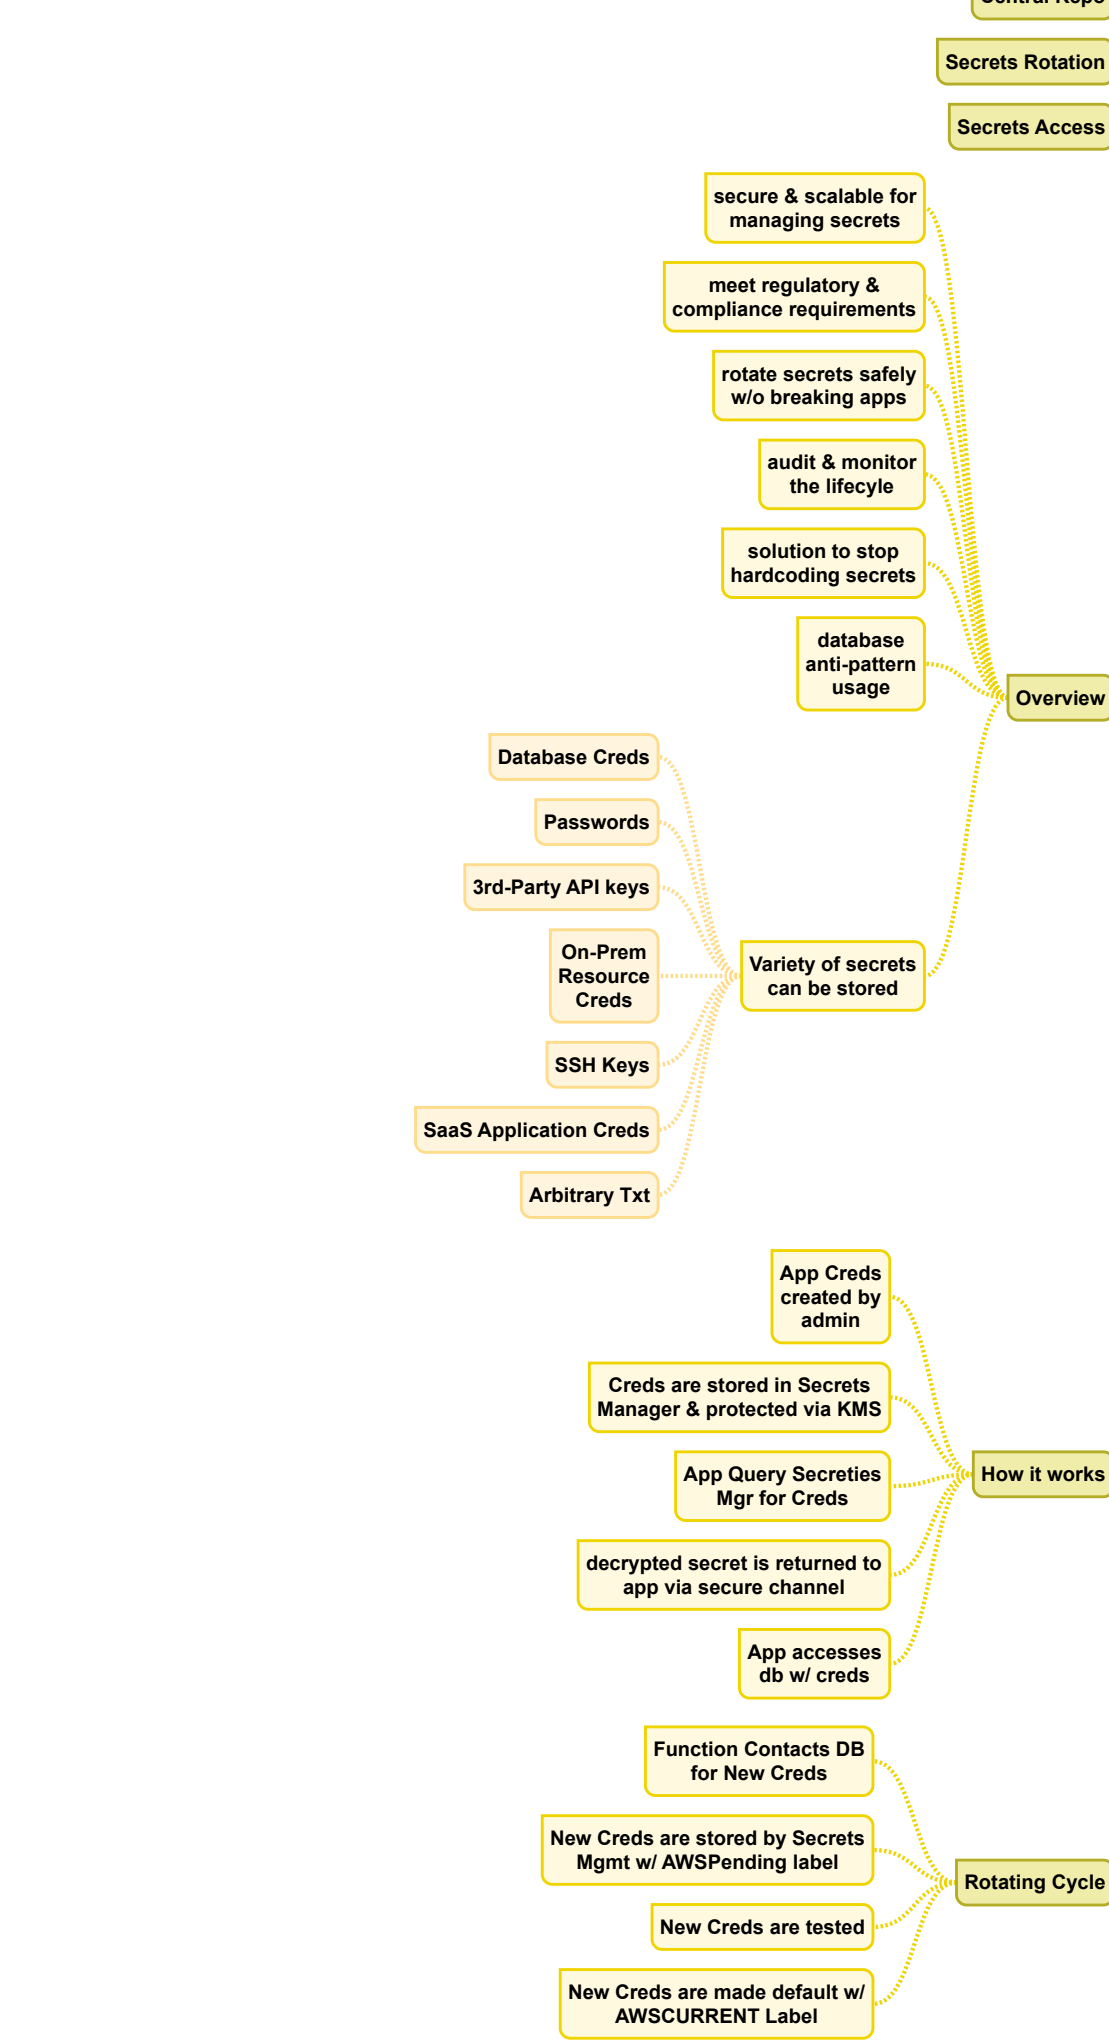 Central Repo
Secrets Rotation
Secrets Access
secure & scalable for
managing secrets
meet regulatory &
compliance requirements
rotate secrets safely
w/o breaking apps
audit & monitor
the lifecyle
solution to stop
hardcoding secrets
database
anti-pattern
usage
Overview
Database Creds
Passwords
3rd-Party API keys
On-Prem
Resource
Creds
SSH Keys
SaaS Application Creds
Arbitrary Txt
Variety of secrets
can be stored
App Creds
created by
admin
Creds are stored in Secrets
Manager & protected via KMS
App Query Secreties
Mgr for Creds
decrypted secret is returned to
app via secure channel
App accesses
db w/ creds
How it works
Function Contacts DB
for New Creds
New Creds are stored by Secrets
Mgmt w/ AWSPending label
New Creds are tested
New Creds are made default w/
AWSCURRENT Label
Rotating Cycle